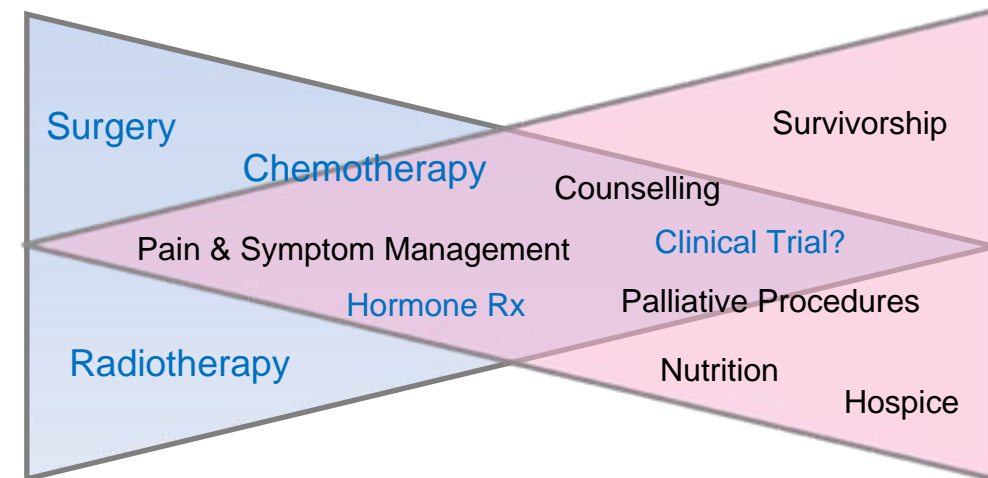 Surgery
Survivorship
Chemotherapy
Counselling
Pain & Symptom Management
Clinical Trial?
Hormone Rx
Palliative Procedures
Radiotherapy
Nutrition
Hospice